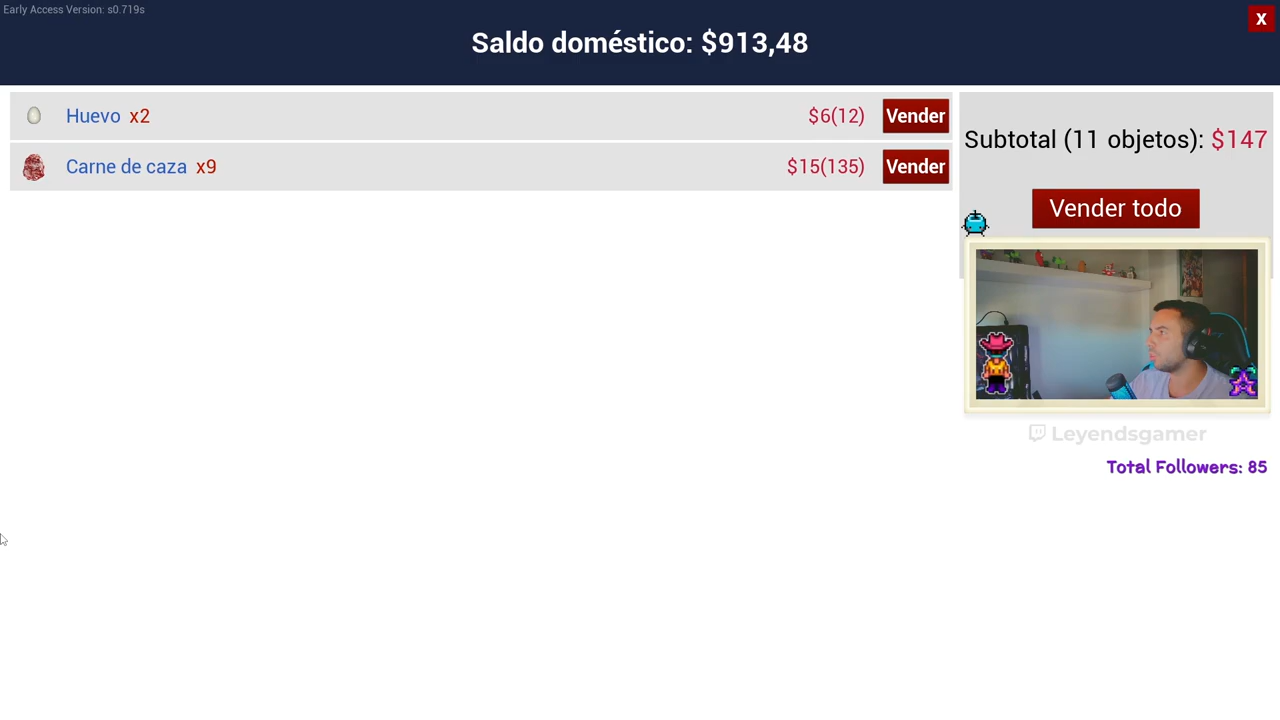 Early Access Version: s0.719s
X
Saldo doméstico: $913,48
Huevo x2 $6(12) Vender
Carne de caza x9 $15(135) Vender
Subtotal (11 objetos): $147
Vender todo
Leyendsgamer
Total Followers: 85